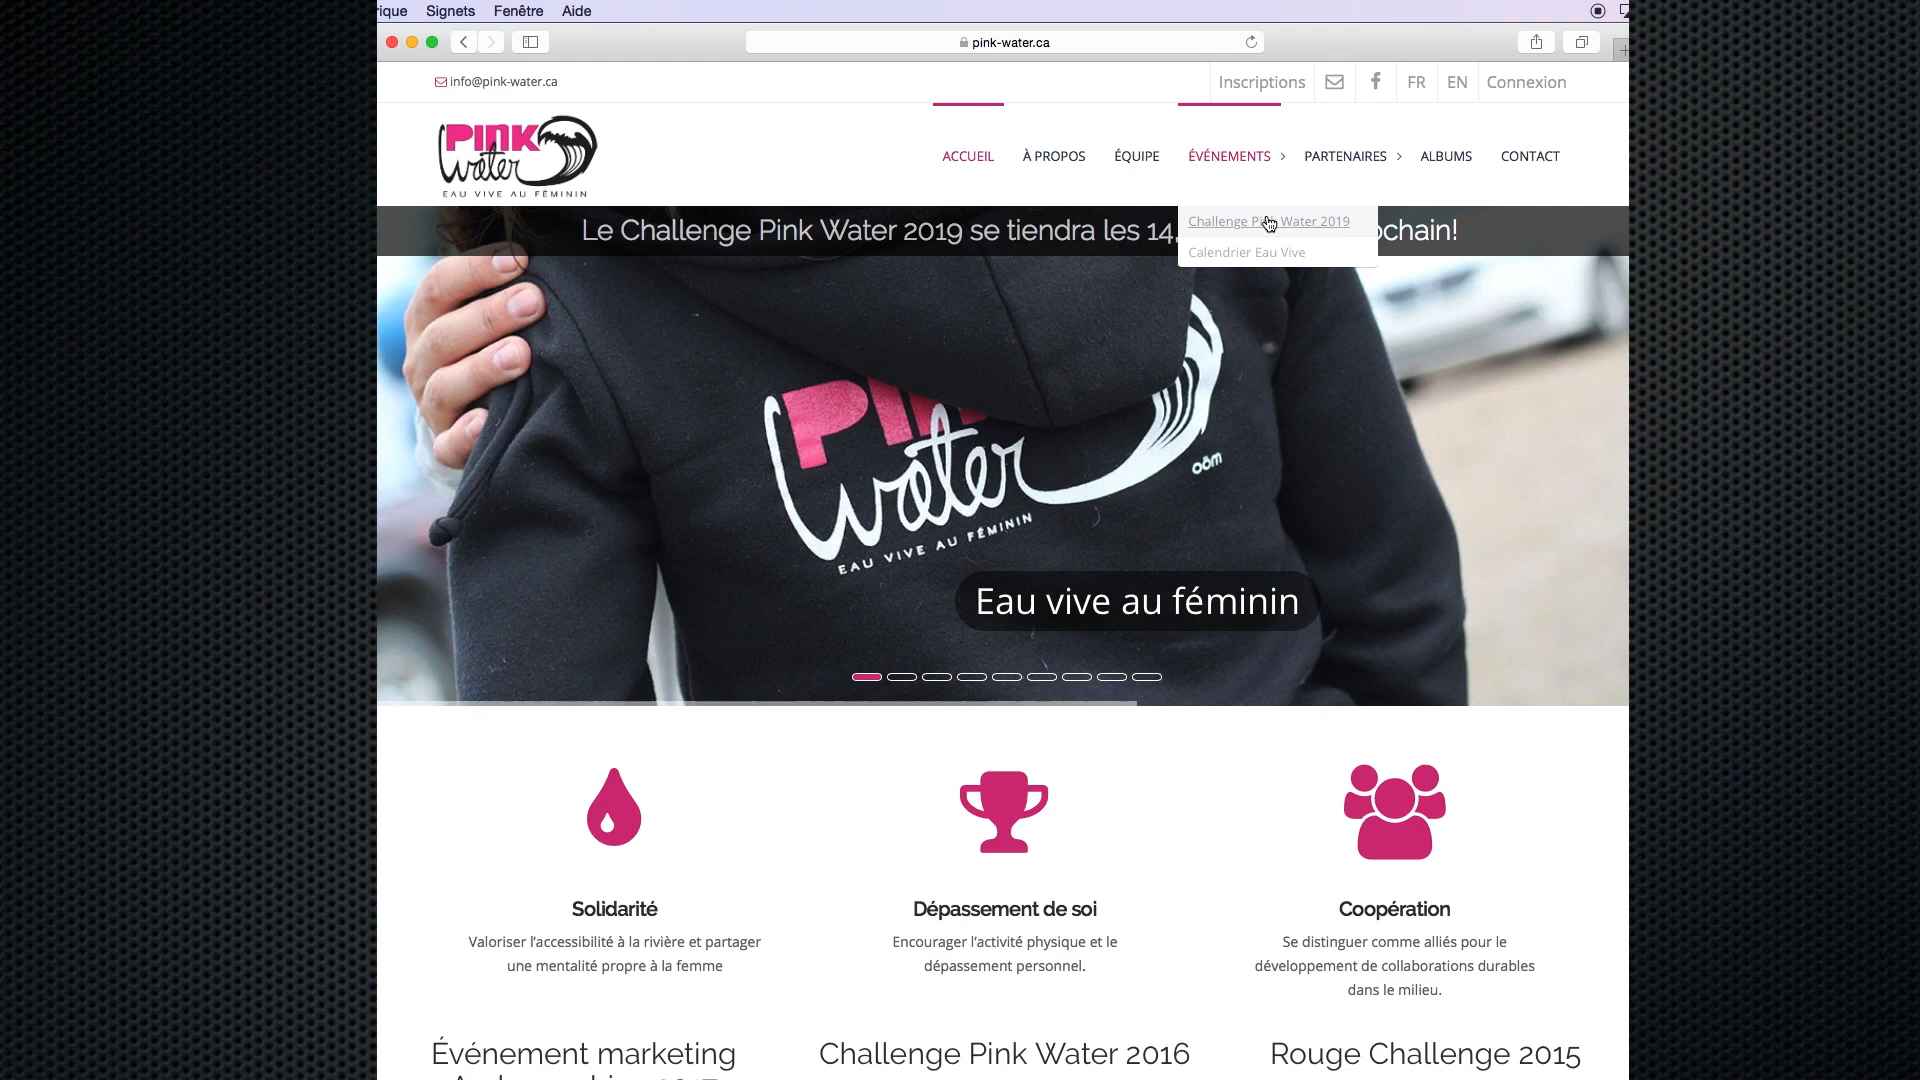 Signets Fenêtre Aide
pink-water.ca
info@pink-water.ca
Inscriptions FR EN Connexion
PINK
Water
EAU VIVE AU FÉMININ
ACCUEIL À PROPOS ÉQUIPE ÉVÉNEMENTS PARTENAIRES ALBUMS CONTACT
Le Challenge Pink Water 2019 se tiendra les 14,
Challenge Pink Water 2019
Calendrier Eau Vive
Water
oöm
EAU VIVE AU FÉMININ
Eau vive au féminin
Solidarité
Valoriser l'accessibilité à la rivière et partager
une mentalité propre à la femme
Dépassement de soi
Encourager l'activité physique et le
dépassement personnel.
Coopération
Se distinguer comme alliés pour le
développement de collaborations durables
dans le milieu.
Événement marketing
Challenge Pink Water 2016
Rouge Challenge 2015